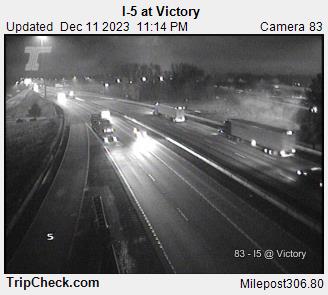 I-5 at Victory
Updated Dec 11 2023 11:14 PM Camera 83
T
S
83 - I5 @ Victory
TripCheck.com Milepost306.80